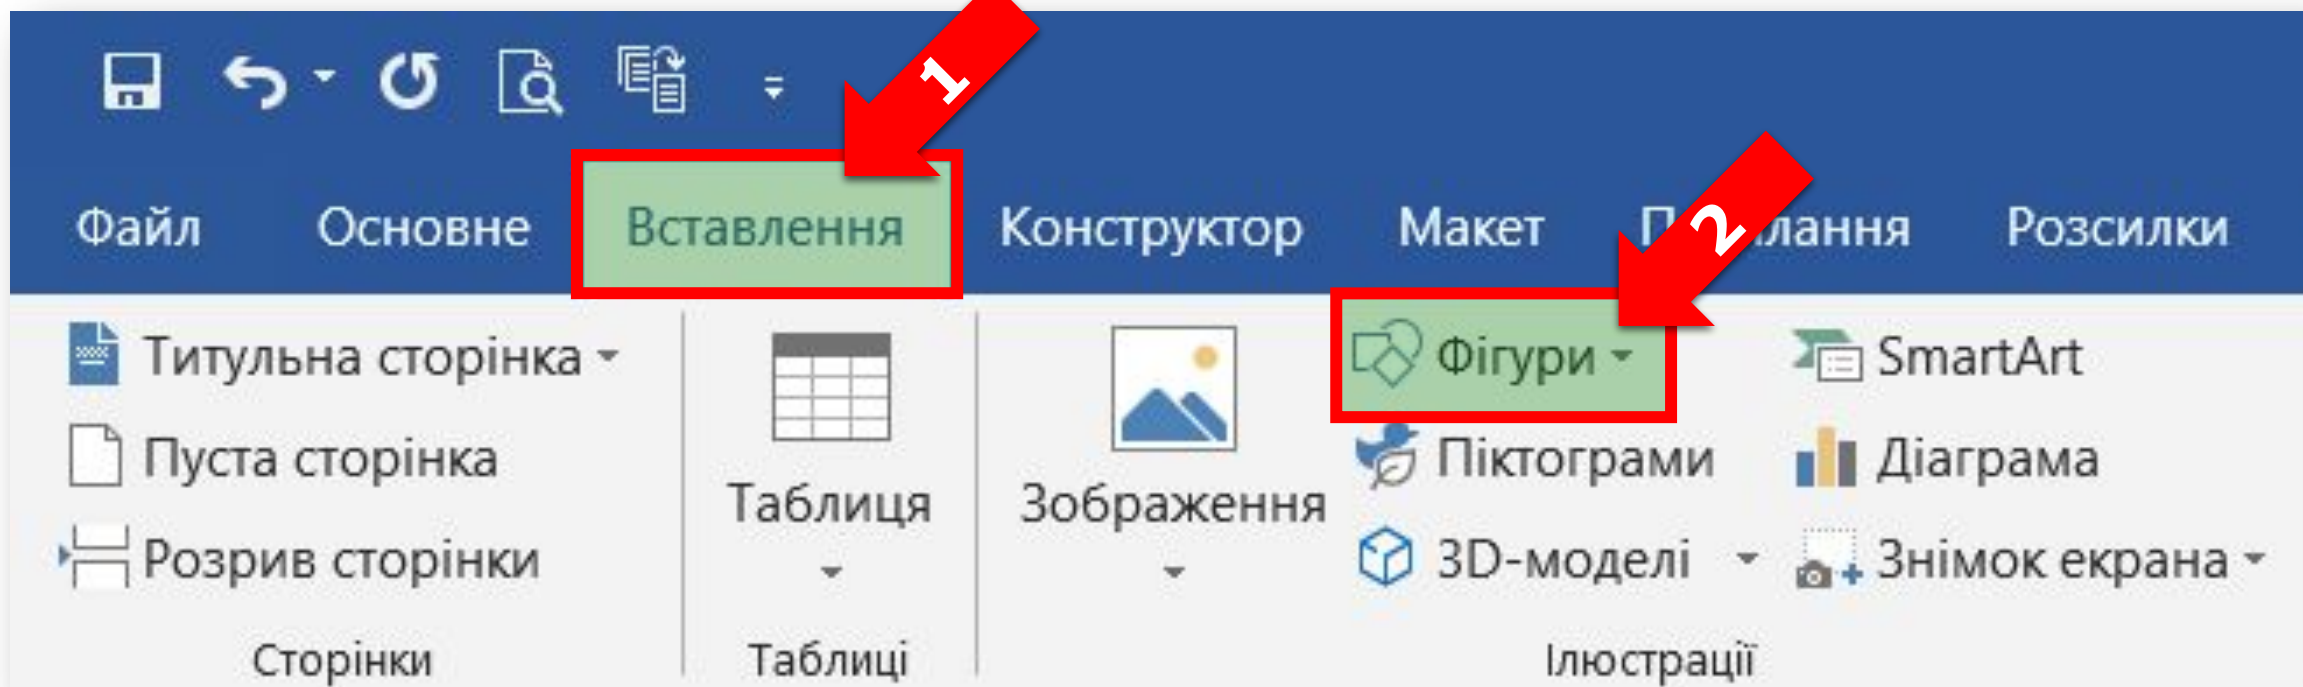 1
Файл Основне Вставлення Конструктор Макет Розсилки
2
Титульна сторінка
Пуста сторінка
Розрив сторінки
Сторінки
Таблиця
Таблиці
Зображення
Фігури
Піктограми
3D-моделі
SmartArt
Діаграма
Знімок екрана
Ілюстрації